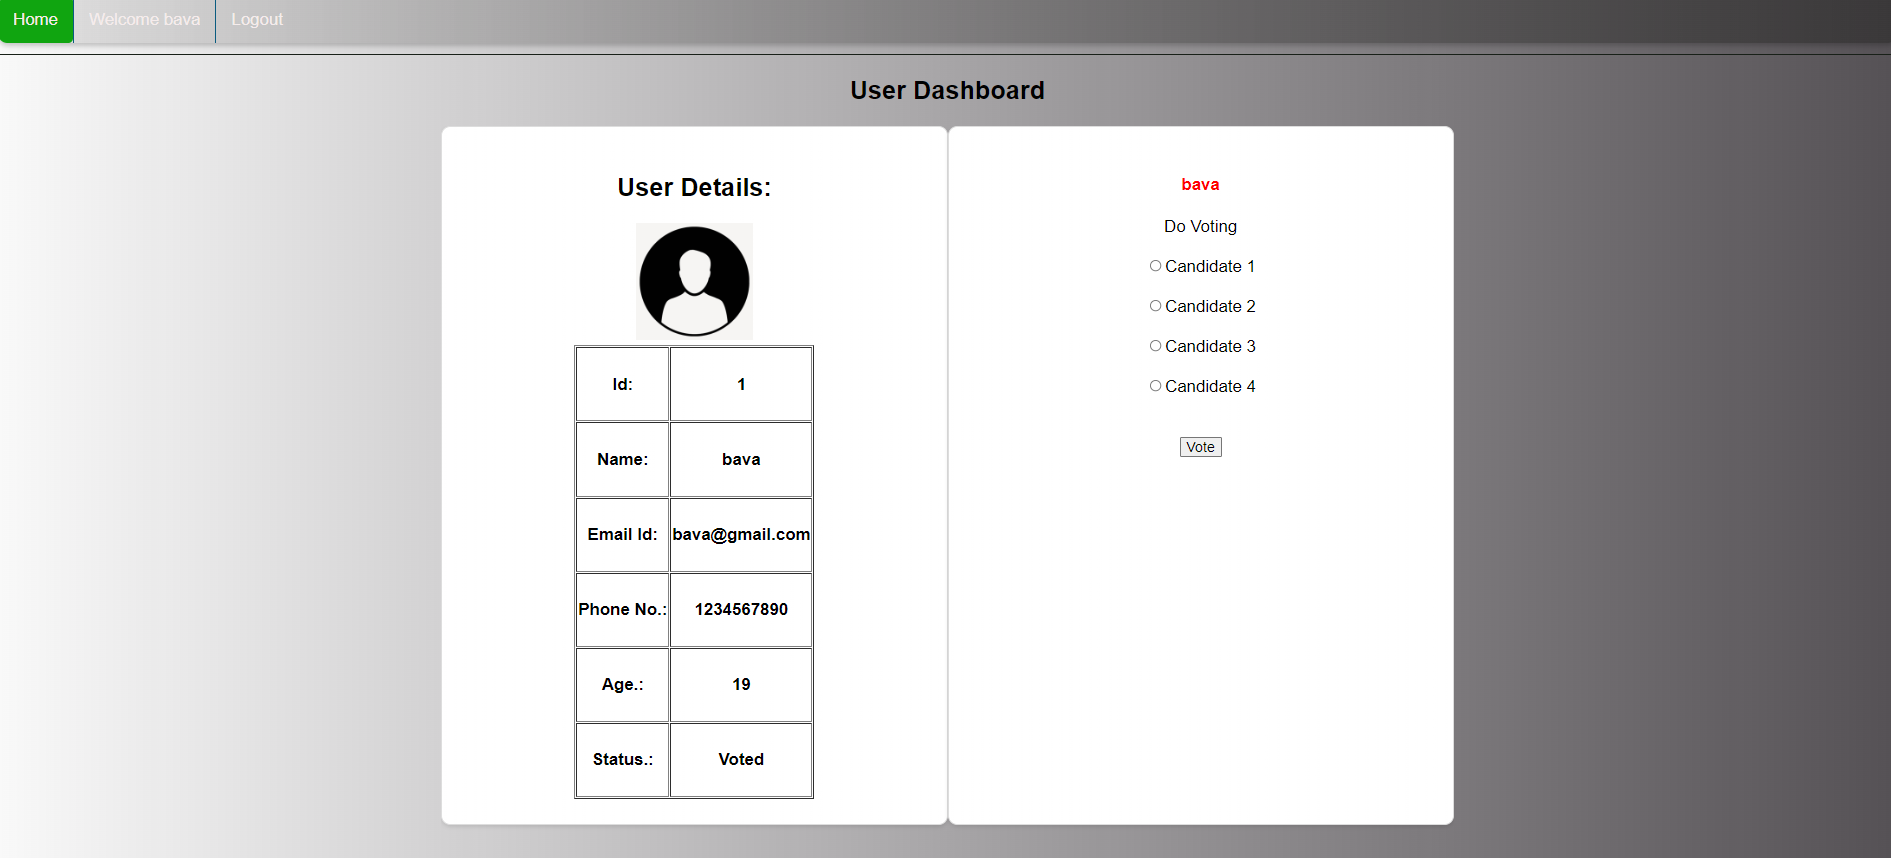 Home Welcome bava Logout
User Dashboard
User Details:
Id: 1
Name: bava
Email Id: bava@gmail.com
Phone No.: 1234567890
Age.: 19
Status.: Voted
bava
Do Voting
Candidate 1
Candidate 2
Candidate 3
Candidate 4
Vote